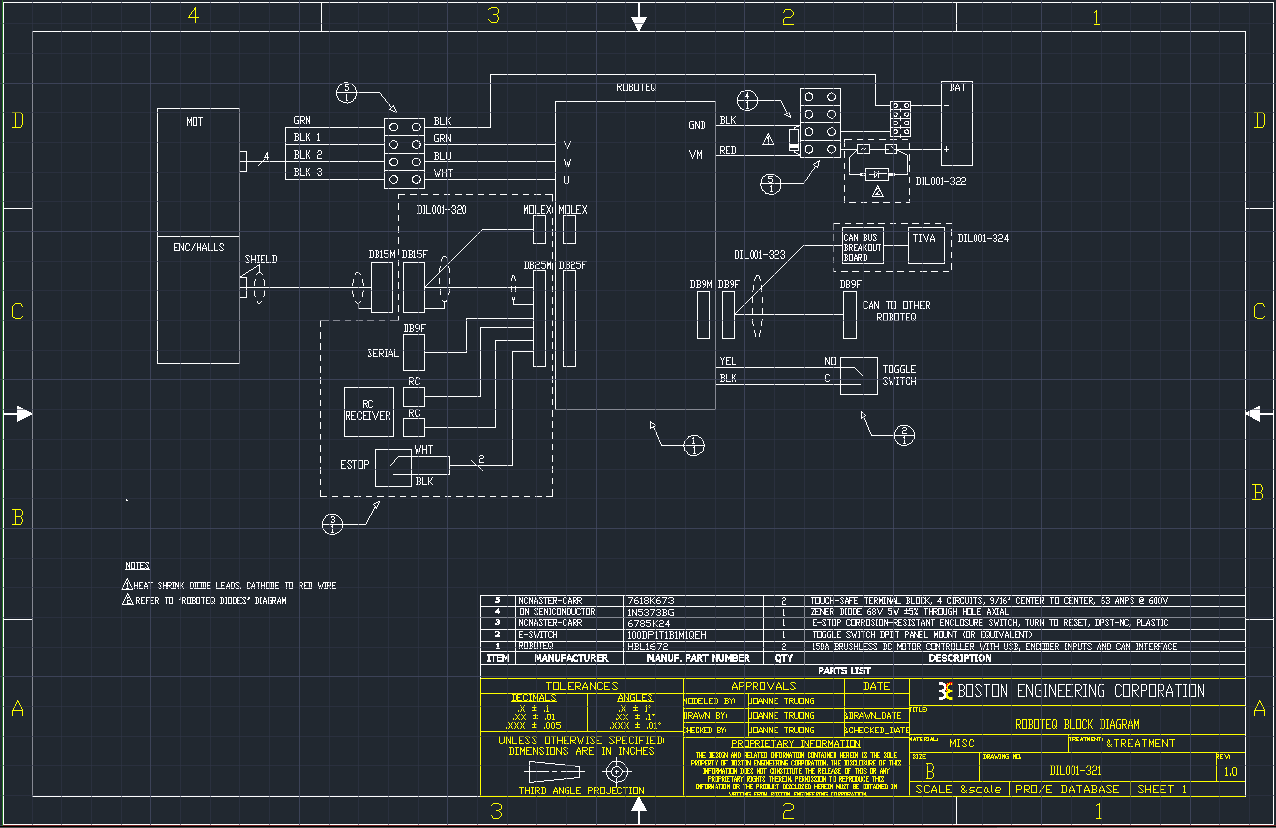 4 3 2 1
D
D
C
C
B
B
A
A
MOT
GRN
BLK 1
BLK 2
BLK 3
4
5
1
BLK
GRN
BLU
WHT
ROBOTEQ
V
W
U
GND
VM
BLK
RED
4
1
5
1
BAT
-
+
DIL001-322
ENC/HALLS
SHIELD
DB15M
DB15F
DIL001-320
MOLEX
MOLEX
DB25M
DB25F
DB9F
SERIAL
RC
RC
RC
RECEIVER
ESTOP
WHT
BLK
2
3
1
DIL001-323
CAN BUS
BREAKOUT
BOARD
TIVA
DIL001-324
DB9M
DB9F
DB9F
CAN TO OTHER
ROBOTEQ
YEL
BLK
NO
C
TOGGLE
SWITCH
1
1
2
1
NOTES
1 HEAT SHRINK DIODE LEADS. CATHODE TO RED WIRE
2 REFER TO "ROBOTEQ DIODES" DIAGRAM
5 MCMASTER-CARR 7618K673 2 TOUCH-SAFE TERMINAL BLOCK, 4 CIRCUITS, 9/16" CENTER TO CENTER, 63 AMPS @ 600V
4 ON SEMICONDUCTOR 1N5373BG 1 ZENER DIODE 68V 5W ±5% THROUGH HOLE AXIAL
3 MCMASTER-CARR 6785K24 1 E-STOP CORROSION-RESISTANT ENCLOSURE SWITCH, TURN TO RESET, DPST-NC, PLASTIC
2 E-SWITCH 100DP1T1B1M1QEH 1 TOGGLE SWITCH DPDT PANEL MOUNT (OR EQUIVALENT)
1 ROBOTEQ HBL1672 2 150A BRUSHLESS DC MOTOR CONTROLLER WITH USB, ENCODER INPUTS AND CAN INTERFACE
ITEM MANUFACTURER MANUF. PART NUMBER QTY DESCRIPTION
PARTS LIST
TOLERANCES
DECIMALS ANGLES
.X ± .1 .X ± 1°
.XX ± .01 .XX ± .1°
.XXX ± .005 .XXX ± .01°
UNLESS OTHERWISE SPECIFIED:
DIMENSIONS ARE IN INCHES
THIRD ANGLE PROJECTION
APPROVALS DATE
MODELED BY: JOANNE TRUONG
DRAWN BY: JOANNE TRUONG &DRAWN_DATE
CHECKED BY: JOANNE TRUONG &CHECKED_DATE
PROPRIETARY INFORMATION
THE DESIGN AND RELATED INFORMATION CONTAINED HEREIN IS THE SOLE
PROPERTY OF BOSTON ENGINEERING CORPORATION. THE DISCLOSURE OF THIS
INFORMATION DOES NOT CONSTITUTE THE RELEASE OF THIS OR ANY
PROPRIETARY RIGHTS THEREIN. PERMISSION TO REPRODUCE THIS
INFORMATION OR THE PRODUCT DISCLOSED HEREIN MUST BE OBTAINED IN
WRITING FROM BOSTON ENGINEERING CORPORATION.
BOSTON ENGINEERING CORPORATION
TITLE:
ROBOTEQ BLOCK DIAGRAM
MATERIAL: MISC TREATMENT: &TREATMENT
SIZE B DRAWING NO. DIL001-321 REV: 1.0
SCALE &scale PRO/E DATABASE SHEET 1
3 2 1